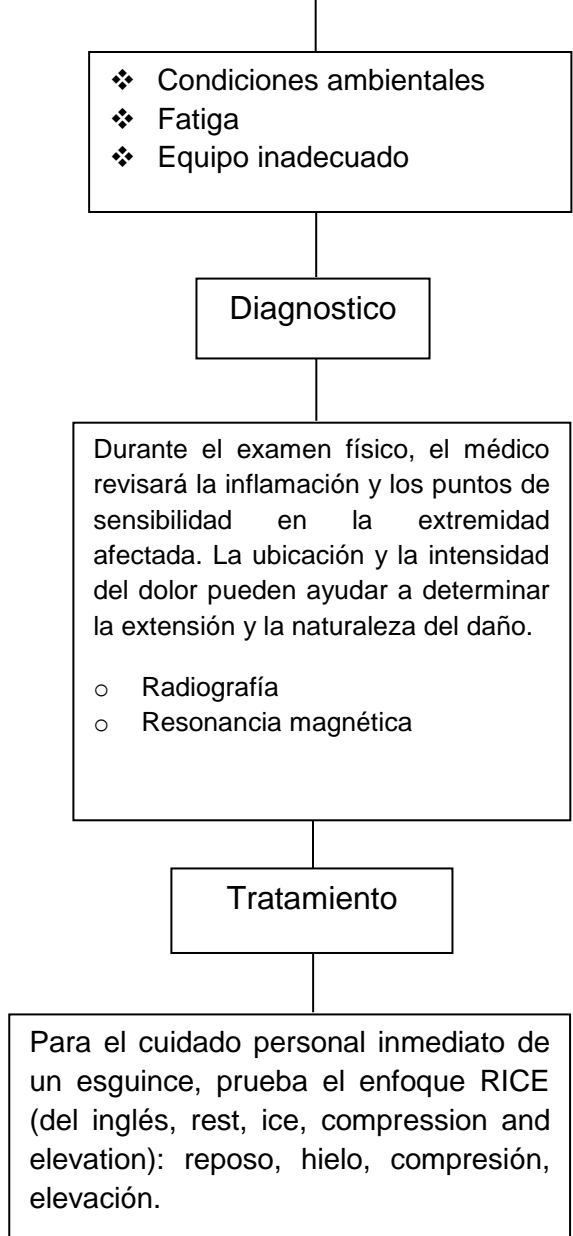 ❖ Condiciones ambientales
❖ Fatiga
❖ Equipo inadecuado
Diagnostico
Durante el examen físico, el médico
revisará la inflamación y los puntos de
sensibilidad en la extremidad
afectada. La ubicación y la intensidad
del dolor pueden ayudar a determinar
la extensión y la naturaleza del daño.
o Radiografía
o Resonancia magnética
Tratamiento
Para el cuidado personal inmediato de
un esguince, prueba el enfoque RICE
(del inglés, rest, ice, compression and
elevation): reposo, hielo, compresión,
elevación.